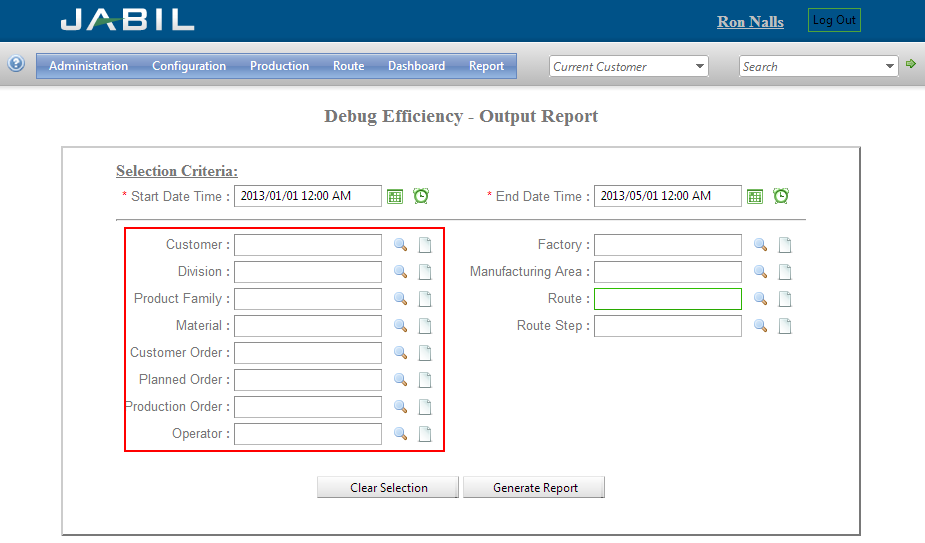 JABIL
Ron Nalls Log Out
? Administration Configuration Production Route Dashboard Report Current Customer Search
Debug Efficiency - Output Report
Selection Criteria:
* Start Date Time : 2013/01/01 12:00 AM * End Date Time : 2013/05/01 12:00 AM
Customer : Factory :
Division : Manufacturing Area :
Product Family : Route :
Material : Route Step :
Customer Order :
Planned Order :
Production Order :
Operator :
Clear Selection Generate Report